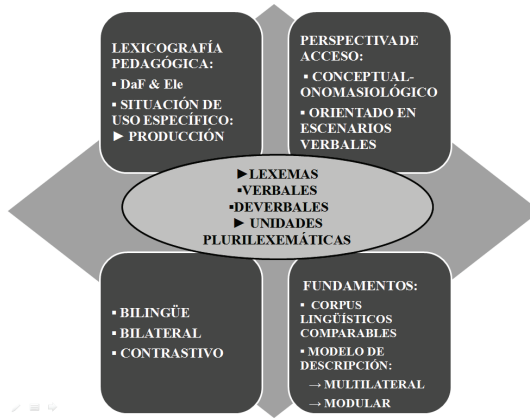 LEXICOGRAFÍA
PEDAGÓGICA:
▪ DaF & Ele
▪ SITUACIÓN DE
USO ESPECÍFICO:
► PRODUCCIÓN
PERSPECTIVA DE
ACCESO:
▪ CONCEPTUAL-
ONOMASIOLÓGICO
▪ ORIENTADO EN
ESCENARIOS
VERBALES
►LEXEMAS
▪VERBALES
▪DEVERBALES
► UNIDADES
PLURILEXEMÁTICAS
▪ BILINGÜE
▪ BILATERAL
▪ CONTRASTIVO
FUNDAMENTOS:
▪ CORPUS
LINGÜÍSTICOS
COMPARABLES
▪ MODELO DE
DESCRIPCIÓN:
→ MULTILATERAL
→ MODULAR